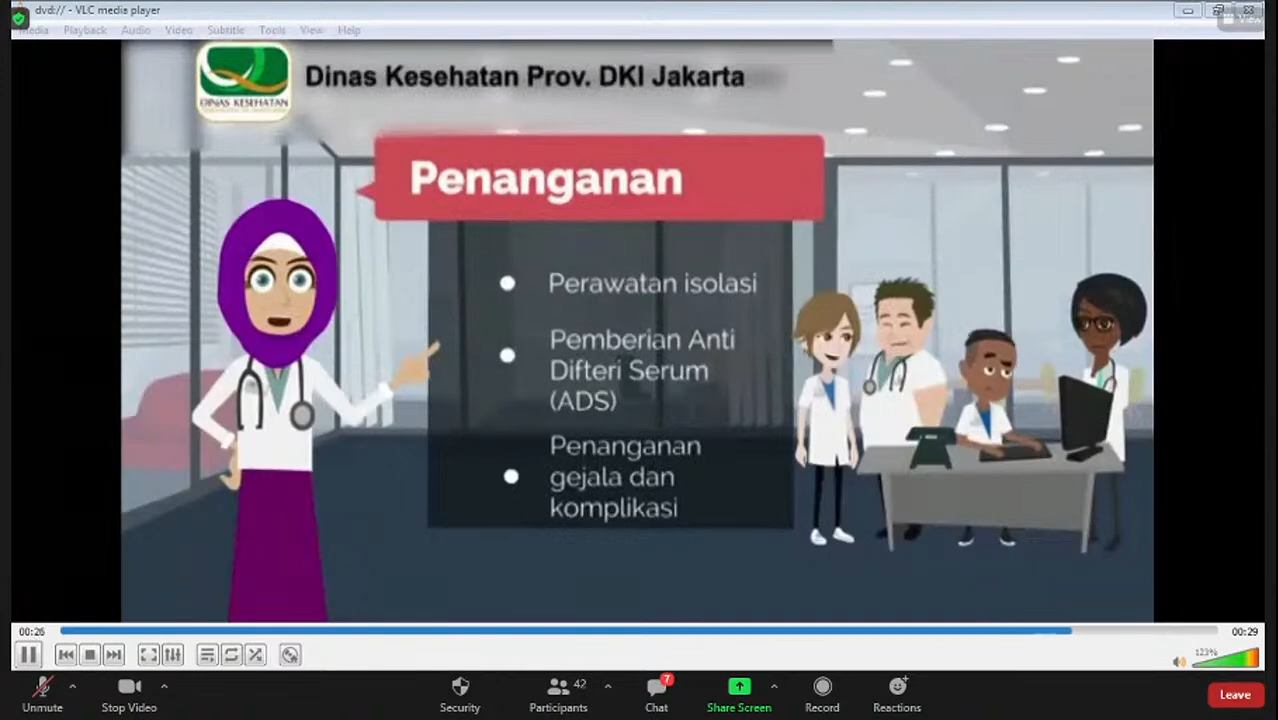 dvd:// - VLC media player
View
Media Playback Audio Video Subtitle Tools View Help
DINAS KESEHATAN
Dinas Kesehatan Prov. DKI Jakarta
Penanganan
Perawatan isolasi
Pemberian Anti
Difteri Serum
(ADS)
Penanganan
gejala dan
komplikasi
00:26
00:29
123%
42
7
Unmute
Stop Video
Security
Participants
Chat
Share Screen
Record
Reactions
Leave